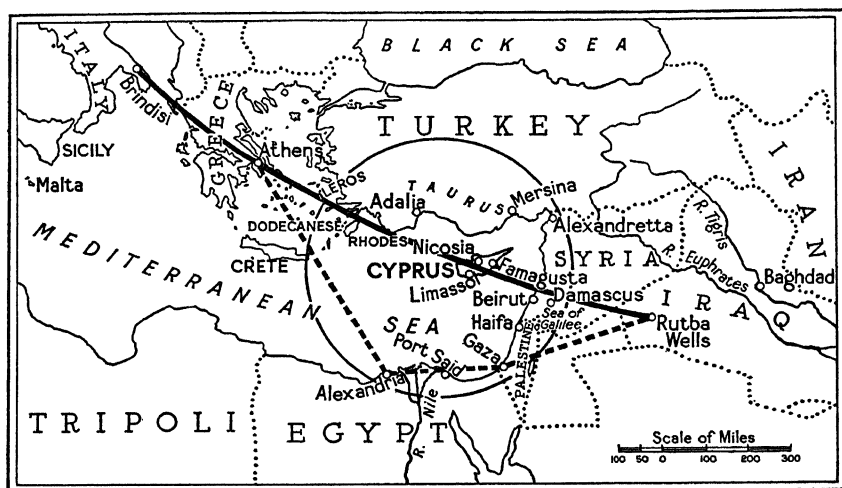 BLACK SEA
ITALY
Brindisi
GREECE
TURKEY
SICILY
Athens
Malta
LEROS
Adalia
TAURUS
Mersina
IRAN
DODECANESE
RHODES
Alexandretta
R. Tigris
MEDITERRANEAN
SEA
CRETE
Nicosia
SYRIA
R. Euphrates
CYPRUS
Famagusta
Baghdad
Limassol
Beirut
Damascus
IRAQ
Haifa
Sea of
Galilee
Rutba
Wells
Port Said
Gaza
PALESTINE
Alexandria
R. Nile
TRIPOLI
EGYPT
Scale of Miles
100 50 0 100 200 300